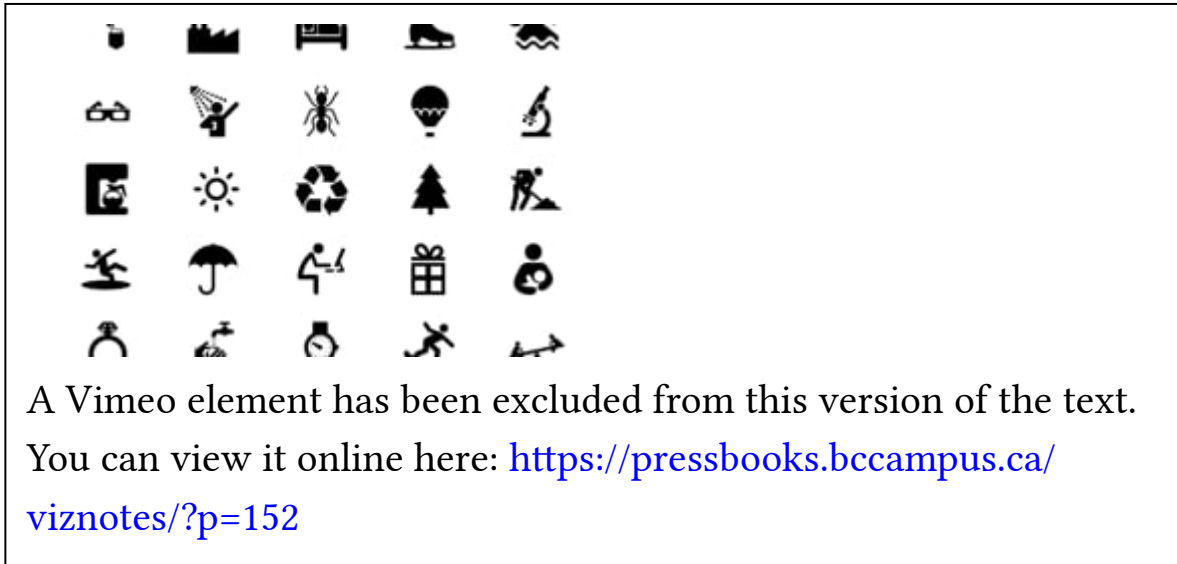 A Vimeo element has been excluded from this version of the text.
You can view it online here: https://pressbooks.bccampus.ca/
viznotes/?p=152